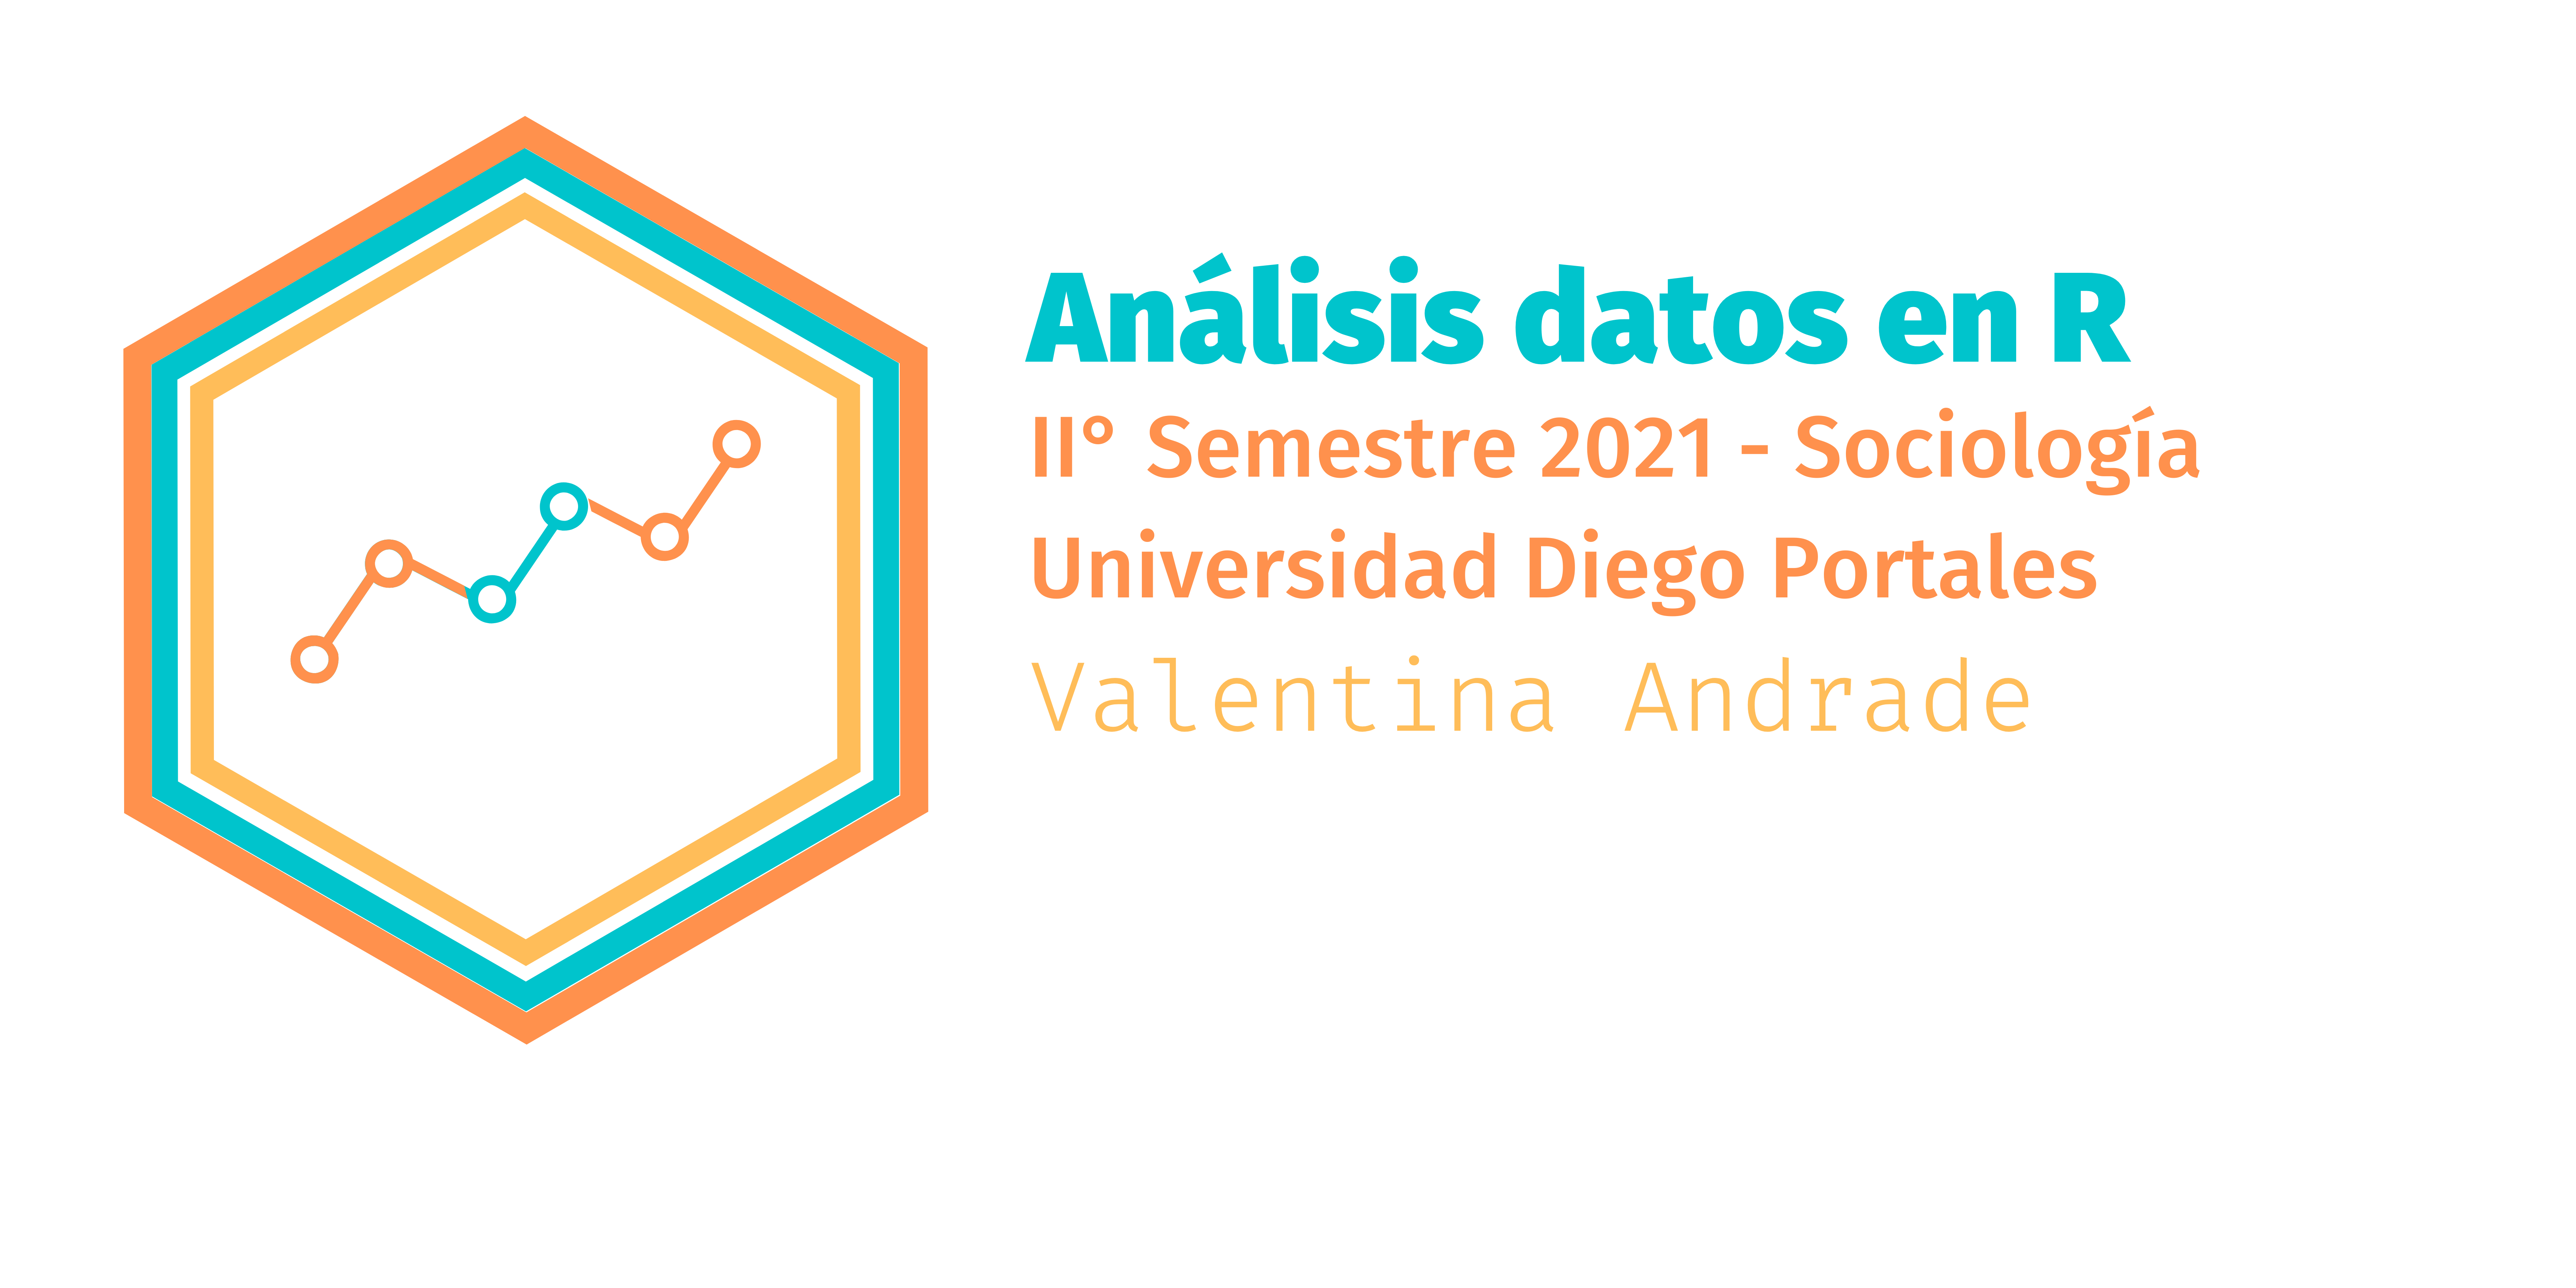 Análisis datos en R
II° Semestre 2021 - Sociología
Universidad Diego Portales
Valentina Andrade